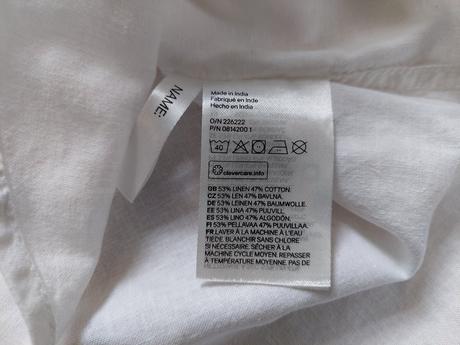 NAME:
Made in India
Fabriqué en Inde
Hecho en India
O/N 226222
P/N 0814200 1
40
clevercare.info
GB 53% LINEN 47% COTTON.
CZ 53% LEN 47% BAVLNA.
DE 53% LEINEN 47% BAUMWOLLE.
EE 53% LINA 47% PUUVILL.
ES 53% LINO 47% ALGODÓN.
FI 53% PELLAVAA 47% PUUVILLAA.
FR LAVER À LA MACHINE À L'EAU
TIÈDE. BLANCHIR SANS CHLORE
SI NÉCESSAIRE. SÉCHER À LA
MACHINE CYCLE MOYEN. REPASSER
À TEMPÉRATURE MOYENNE. PAS DE